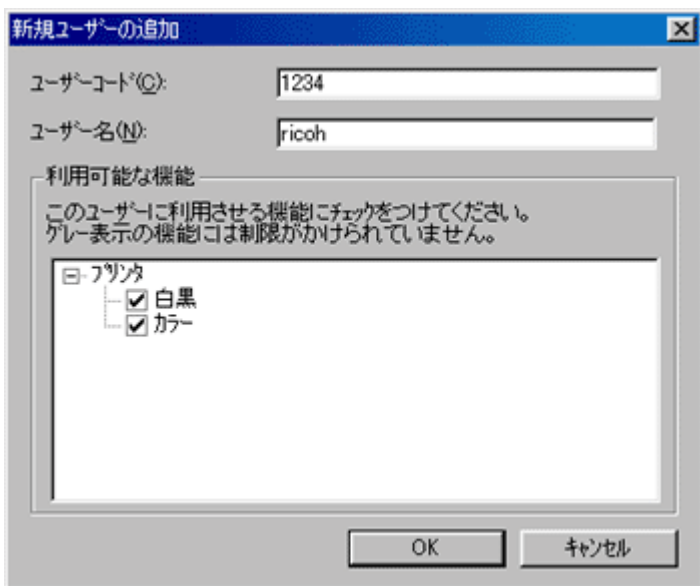 新規ユーザーの追加
ユーザーコード(C):
1234
ユーザー名(N):
ricoh
利用可能な機能
このユーザーに利用させる機能にチェックをつけてください。
グレー表示の機能には制限がかけられていません。
プリンタ
白黒
カラー
OK
キャンセル